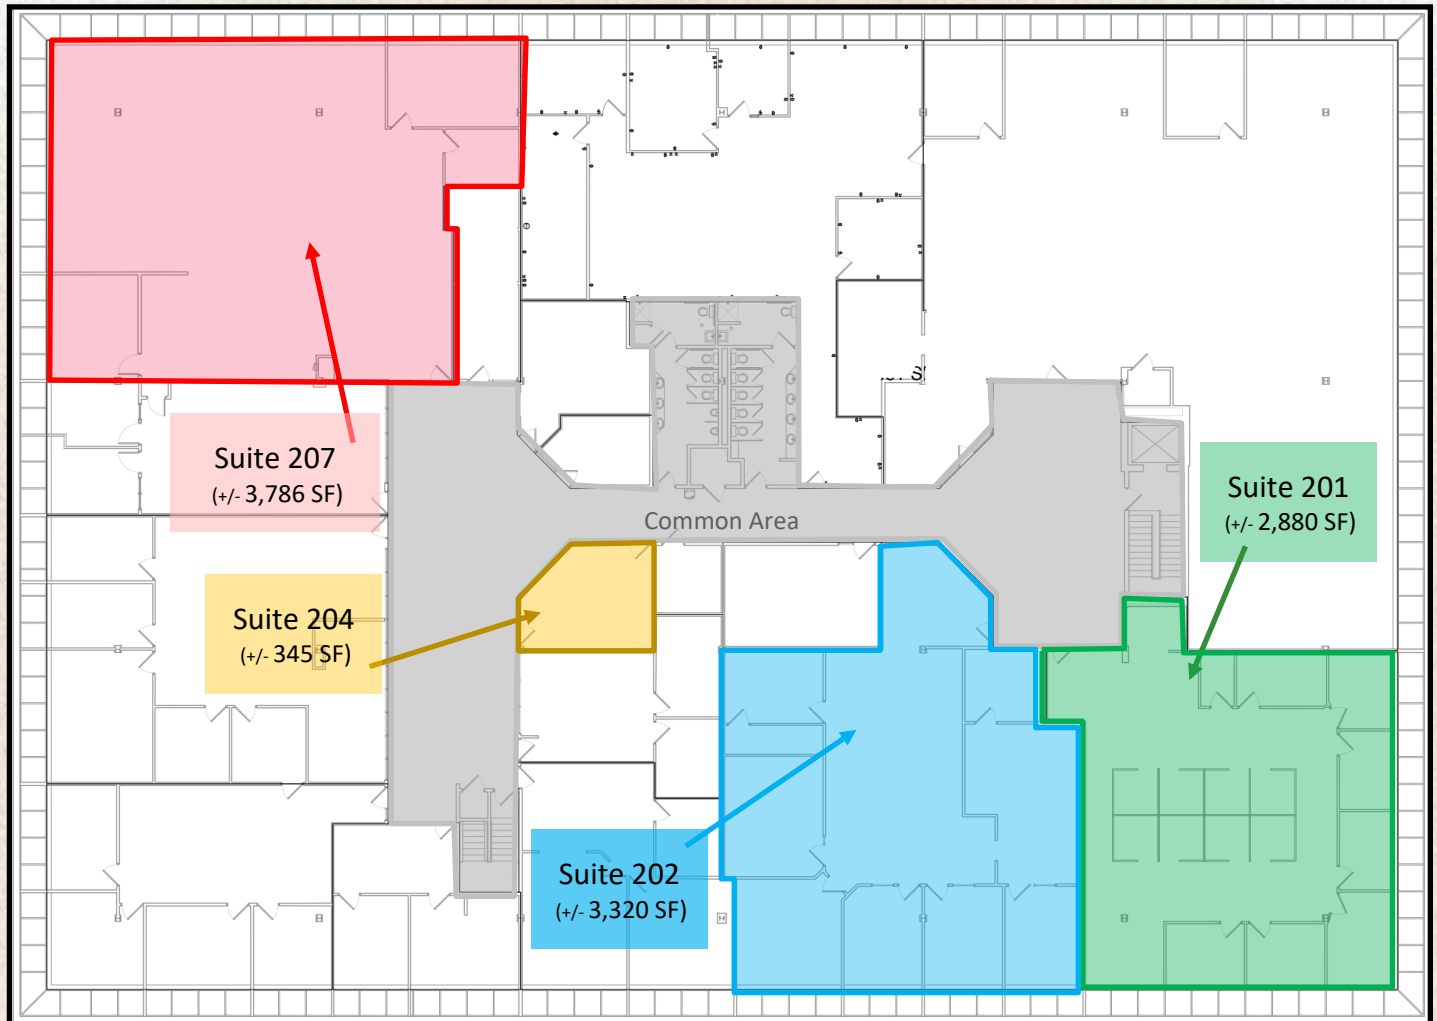 Suite 207
(+/- 3,786 SF)
Suite 201
(+/- 2,880 SF)
Common Area
Suite 204
(+/- 345 SF)
Suite 202
(+/- 3,320 SF)